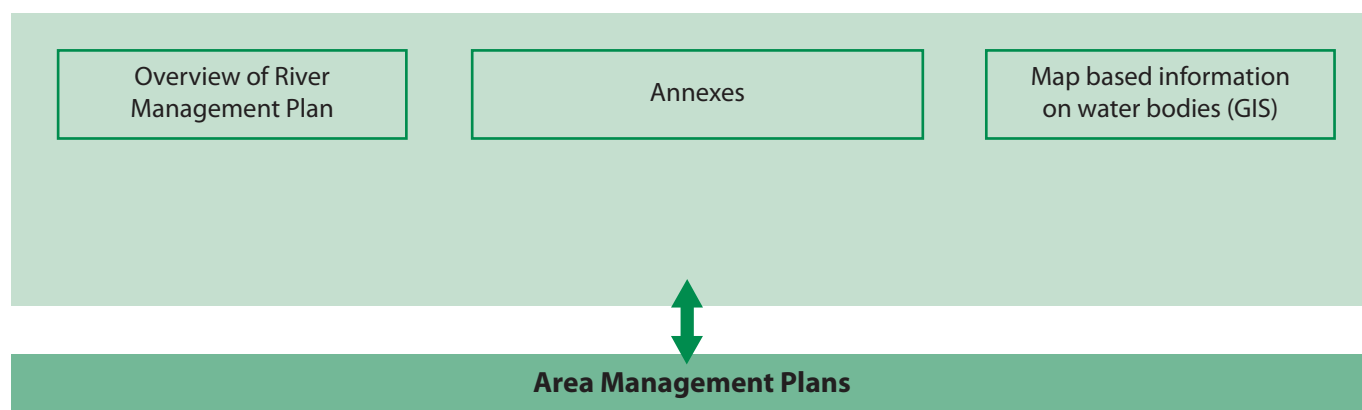 Overview of River
Management Plan
Annexes
Map based information
on water bodies (GIS)
Area Management Plans